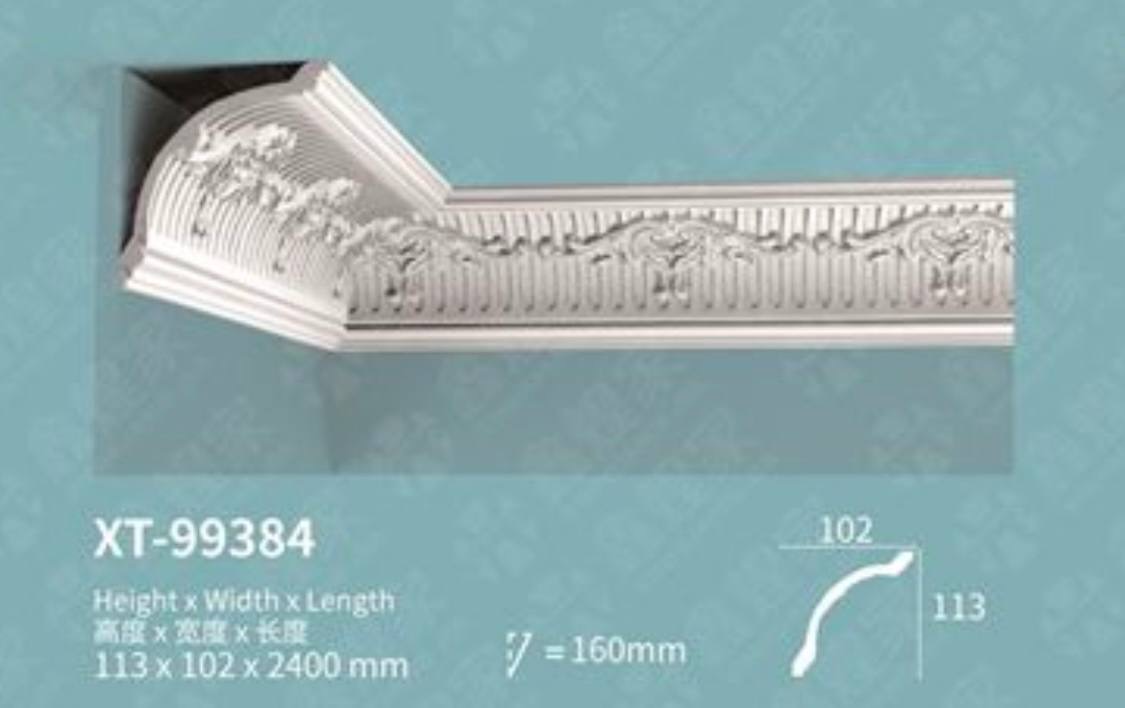 XT-99384
Height x Width x Length
高度 x 宽度 x 长度
113 x 102 x 2400 mm
= 160mm
102
113